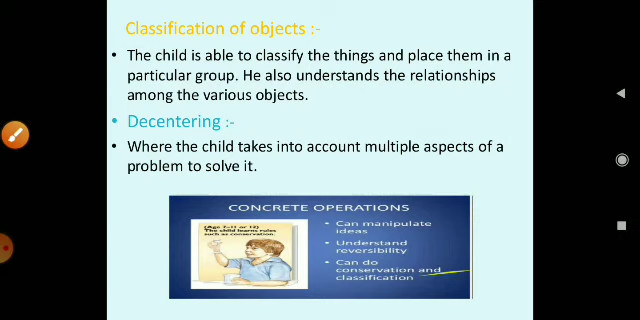 Classification of objects :-
• The child is able to classify the things and place them in a
particular group. He also understands the relationships
among the various objects.
• Decentering :-
• Where the child takes into account multiple aspects of a
problem to solve it.
CONCRETE OPERATIONS
(Age 7-11 or 12)
The child learns rules
such as conservation.
• Can manipulate
ideas
• Understand
reversibility
• Can do
conservation and
classification